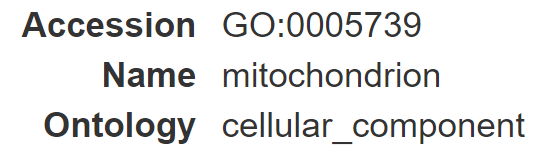 Accession GO:0005739
Name mitochondrion
Ontology cellular_component